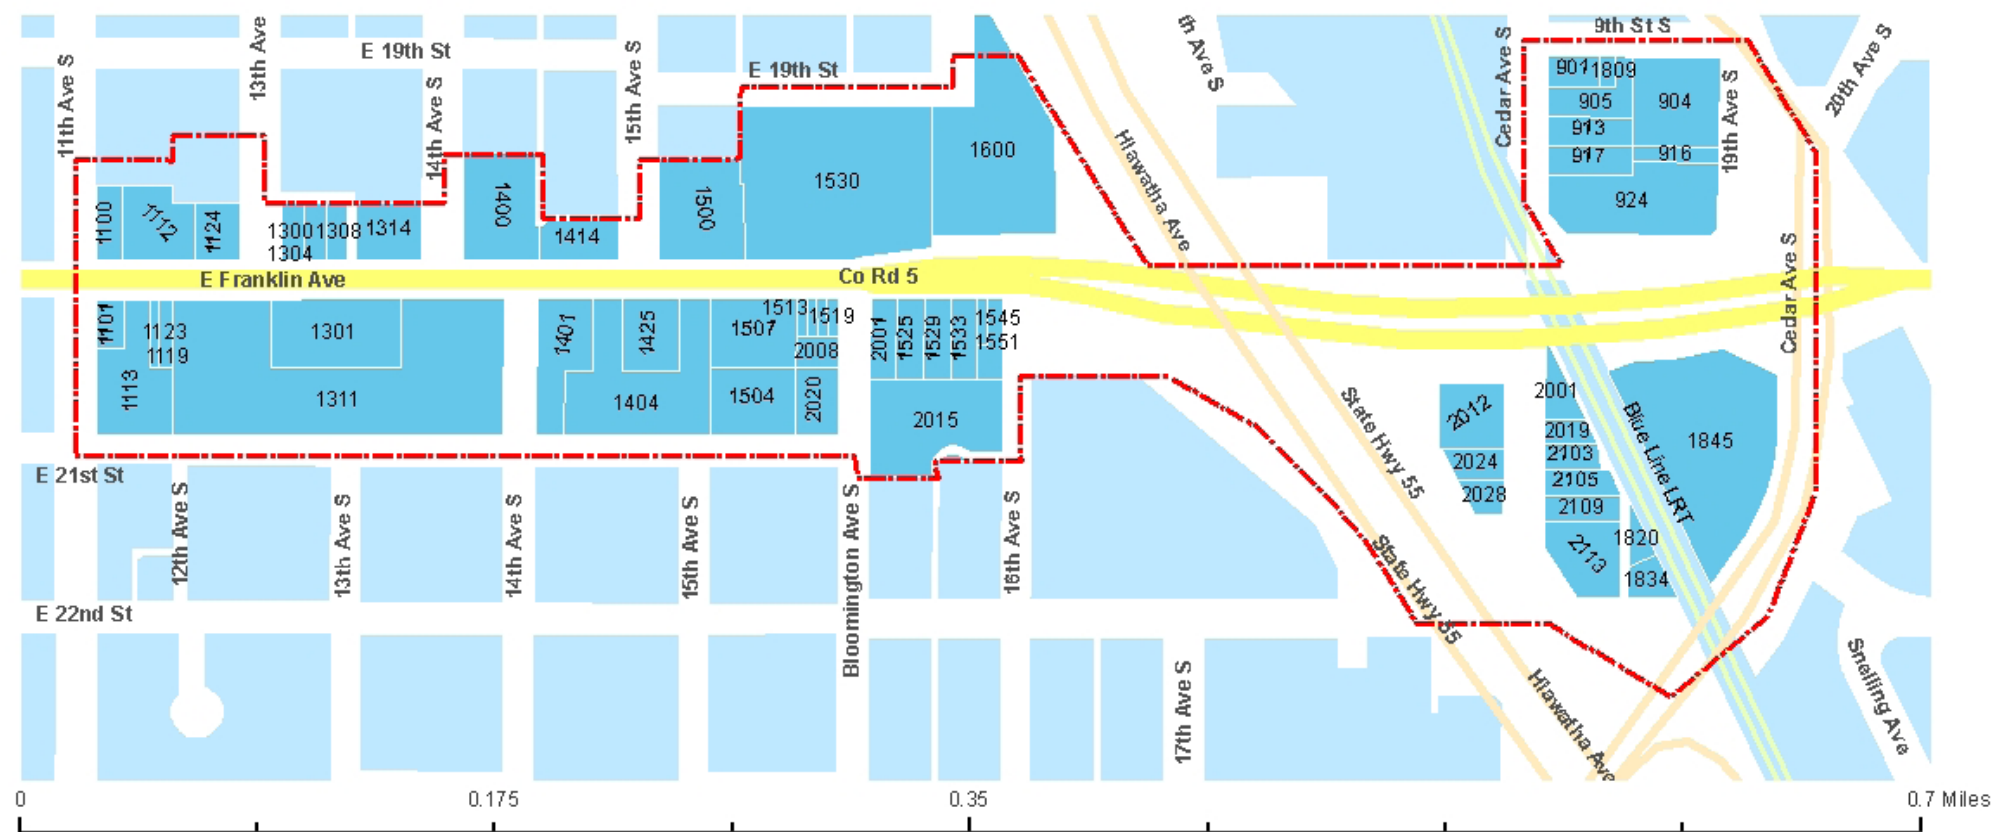 9th St S
13th Ave
E 19th St
11th Ave S
14th Ave S
15th Ave S
E 19th St
th Ave S
Cedar Ave S
901
1809
905
904
913
917
916
924
19th Ave S
20th Ave S
Hiawatha Ave
1100
1112
1124
1300
1308
1304
1314
1400
1414
1500
1530
1600
E Franklin Ave
Co Rd 5
Cedar Ave S
1101
1123
1119
1113
1301
1311
1401
1425
1404
1507
1513
1519
1504
2008
2020
2001
1525
1529
1533
1545
1551
2015
State Hwy 55
2012
2024
2028
2001
2019
2103
2105
2109
2113
Blue Line LRT
1845
1820
1834
E 21st St
12th Ave S
13th Ave S
14th Ave S
15th Ave S
Bloomington Ave S
16th Ave S
State Hwy 55
E 22nd St
17th Ave S
Hiawatha Ave
Snelling Ave
0
0.175
0.35
0.7 Miles